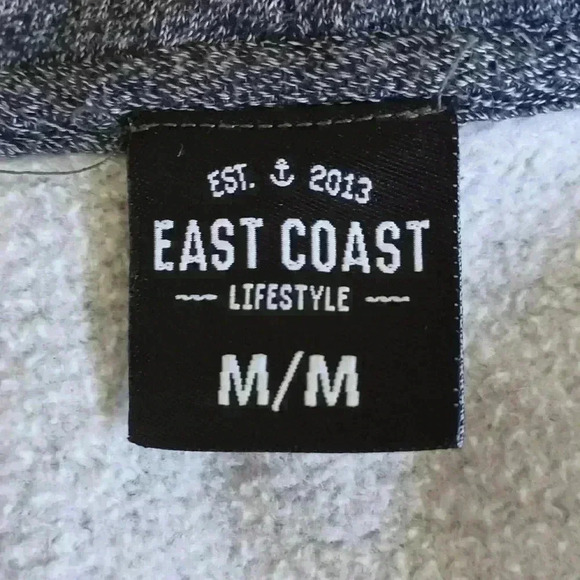 EST. ⚓ 2013
EAST COAST
LIFESTYLE
M/M